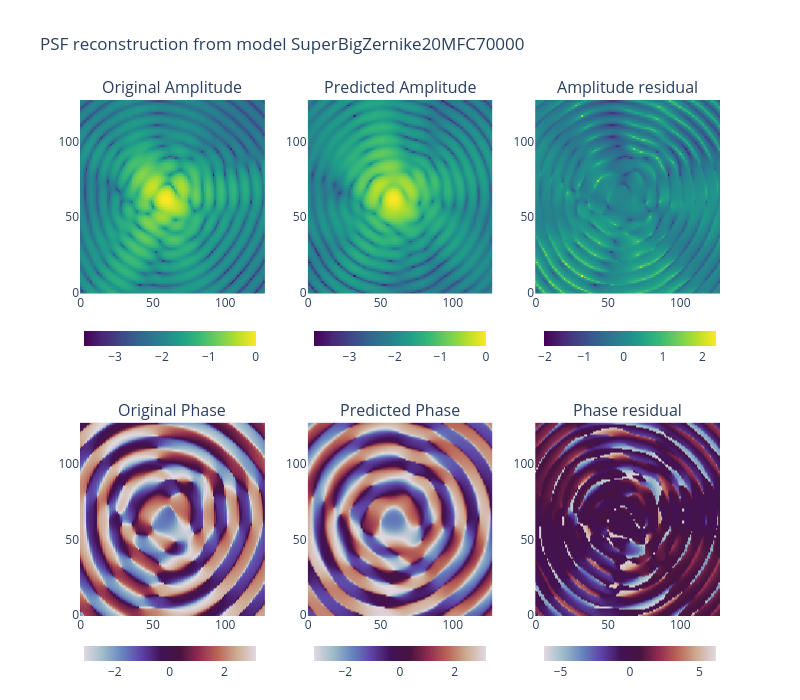 PSF reconstruction from model SuperBigZernike20MFC70000
Original Amplitude
Predicted Amplitude
Amplitude residual
100
50
0
0 50 100
100
50
0
0 50 100
100
50
0
0 50 100
−3 −2 −1 0
−3 −2 −1 0
−2 −1 0 1 2
Original Phase
Predicted Phase
Phase residual
100
50
0
0 50 100
100
50
0
0 50 100
100
50
0
0 50 100
−2 0 2
−2 0 2
−5 0 5